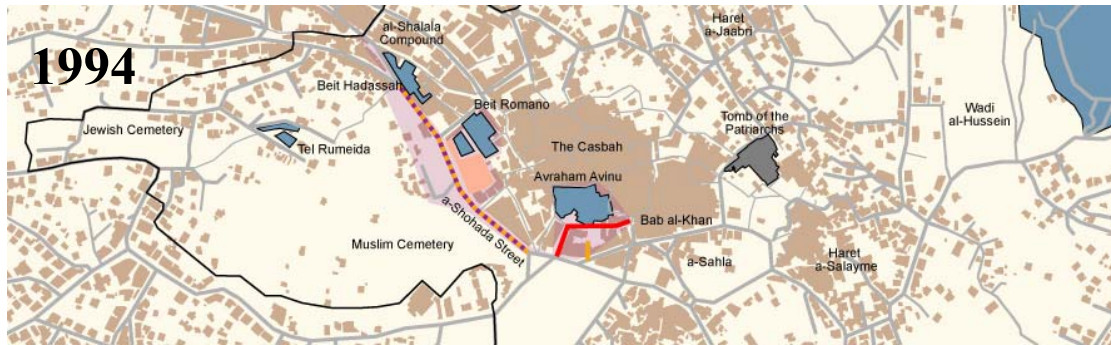 1994
al-Shalala
Compound
Haret
a-Jaabri
Beit Hadassah
Beit Romano
Tomb of the
Patriarchs
Wadi
al-Hussein
Jewish Cemetery
Tel Rumeida
The Casbah
Avraham Avinu
a-Shohada Street
Bab al-Khan
Muslim Cemetery
a-Sahla
Haret
a-Salayme